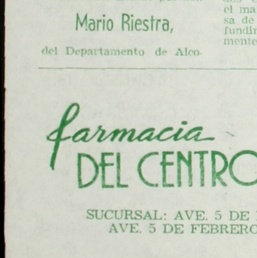 Mario Riestra,
del Departamento de Alco-
el ma
sa de
fundir
mente
farmacia
DEL CENTRO
SUCURSAL: AVE. 5 DE
AVE. 5 DE FEBRERO